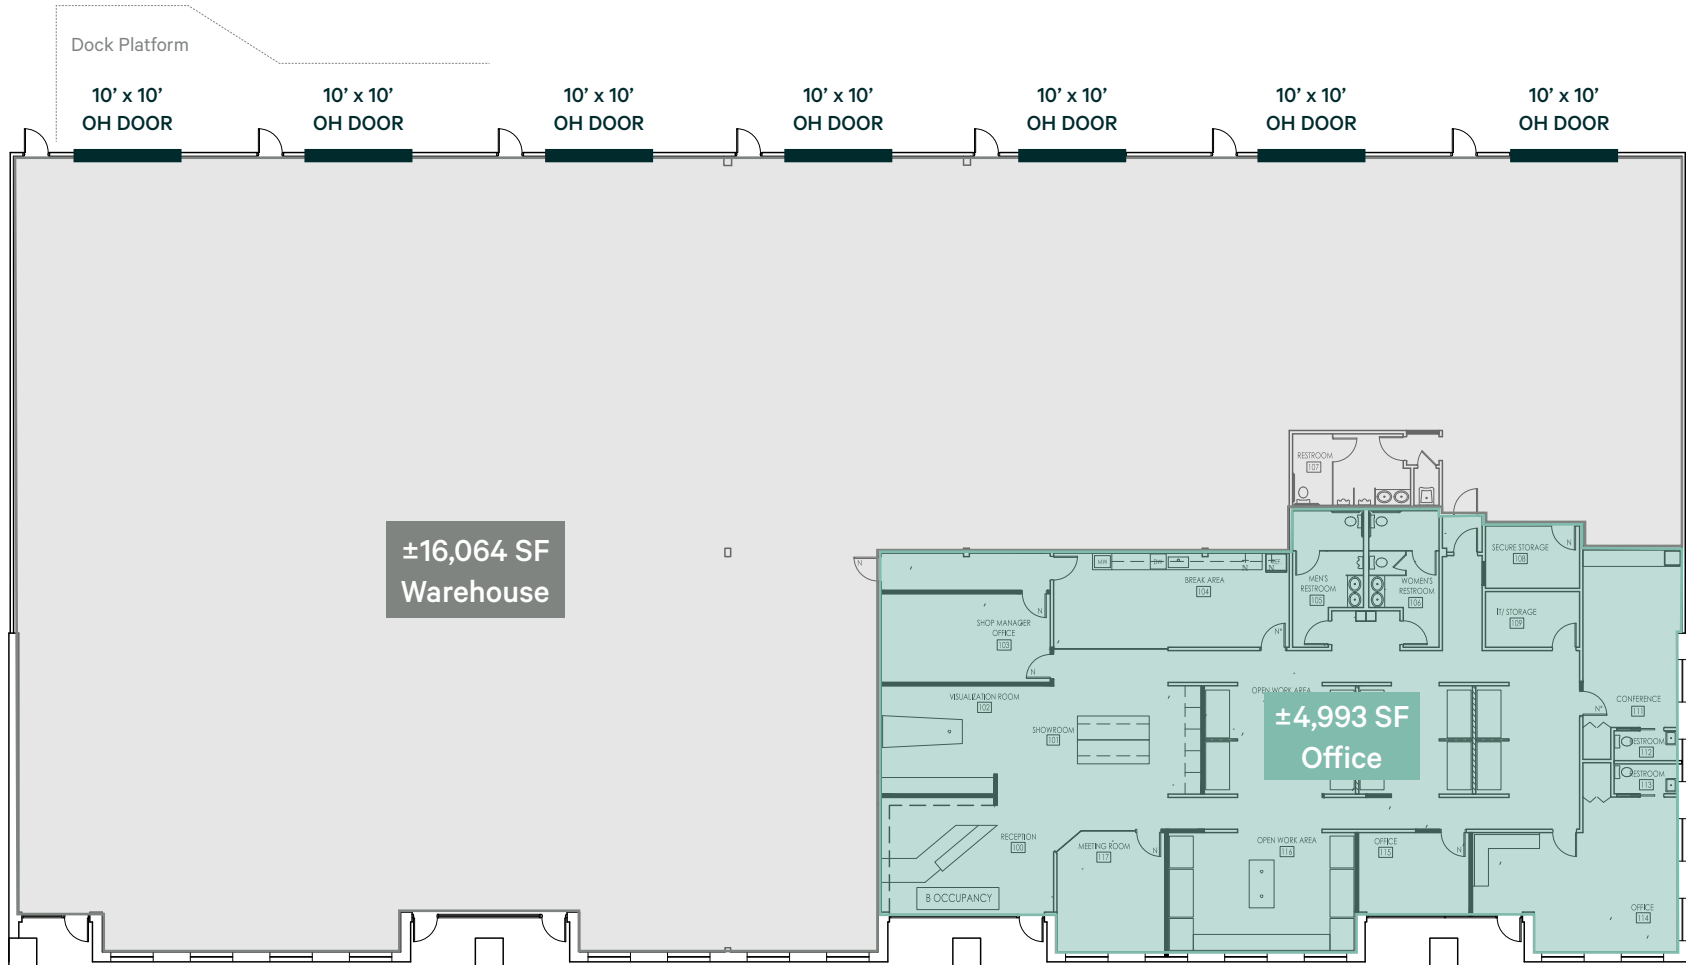 Dock Platform
10’ x 10’
OH DOOR
10’ x 10’
OH DOOR
10’ x 10’
OH DOOR
10’ x 10’
OH DOOR
10’ x 10’
OH DOOR
10’ x 10’
OH DOOR
10’ x 10’
OH DOOR
RESTROOM
107
±16,064 SF
Warehouse
N
MW
DW
REF.
BREAK AREA
104
MEN'S
RESTROOM
105
WOMEN'S
RESTROOM
106
SECURE STORAGE
108
N
IT/ STORAGE
109
N
SHOP MANAGER
OFFICE
103
N
N"
VISUALIZATION ROOM
102
SHOWROOM
101
OPEN WORK AREA
±4,993 SF
Office
CONFERENCE
111
N"
RESTROOM
112
RESTROOM
113
RECEPTION
100
MEETING ROOM
117
N
OPEN WORK AREA
116
OFFICE
115
N
B OCCUPANCY
OFFICE
114